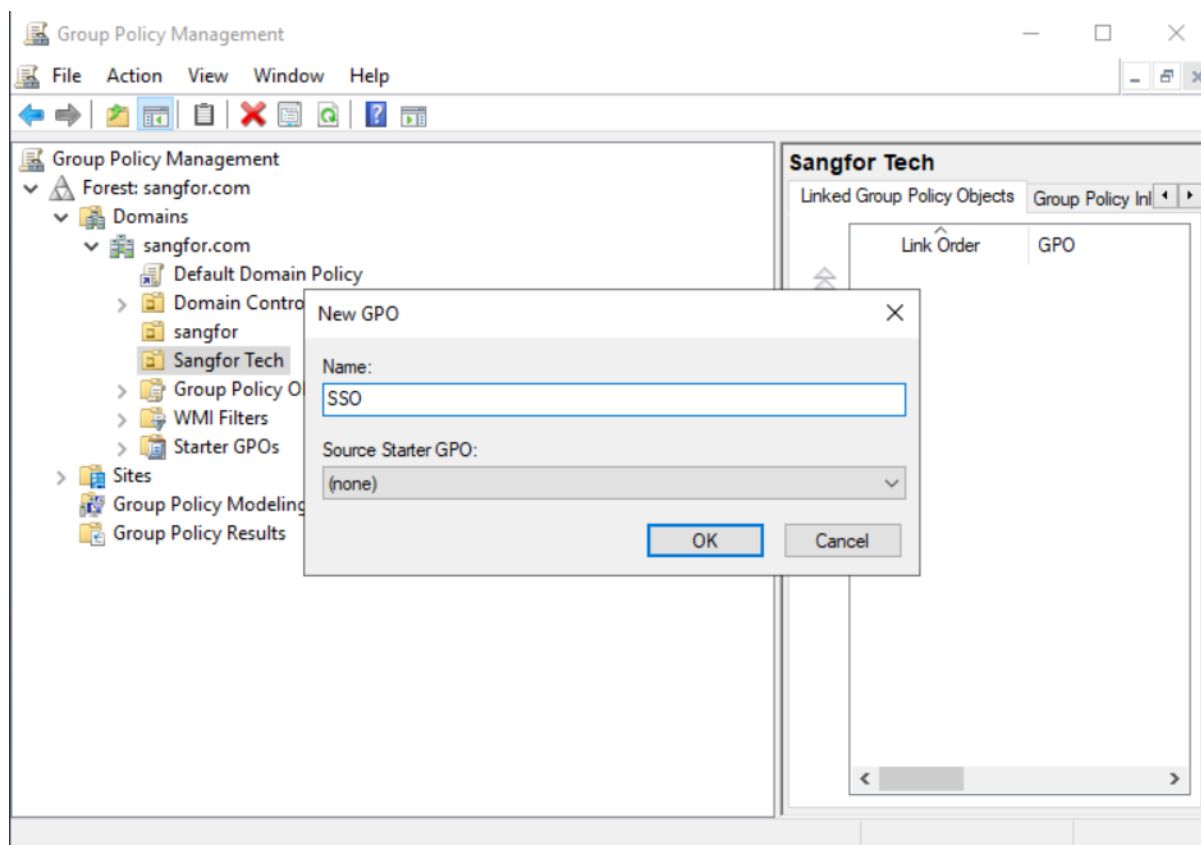 Group Policy Management
File Action View Window Help
Group Policy Management
Forest: sangfor.com
Domains
sangfor.com
Default Domain Policy
Domain Contro
sangfor
Sangfor Tech
Group Policy O
WMI Filters
Starter GPOs
Sites
Group Policy Modeling
Group Policy Results
Sangfor Tech
Linked Group Policy Objects Group Policy Inl
Link Order GPO
New GPO
Name:
SSO
Source Starter GPO:
(none)
OK Cancel